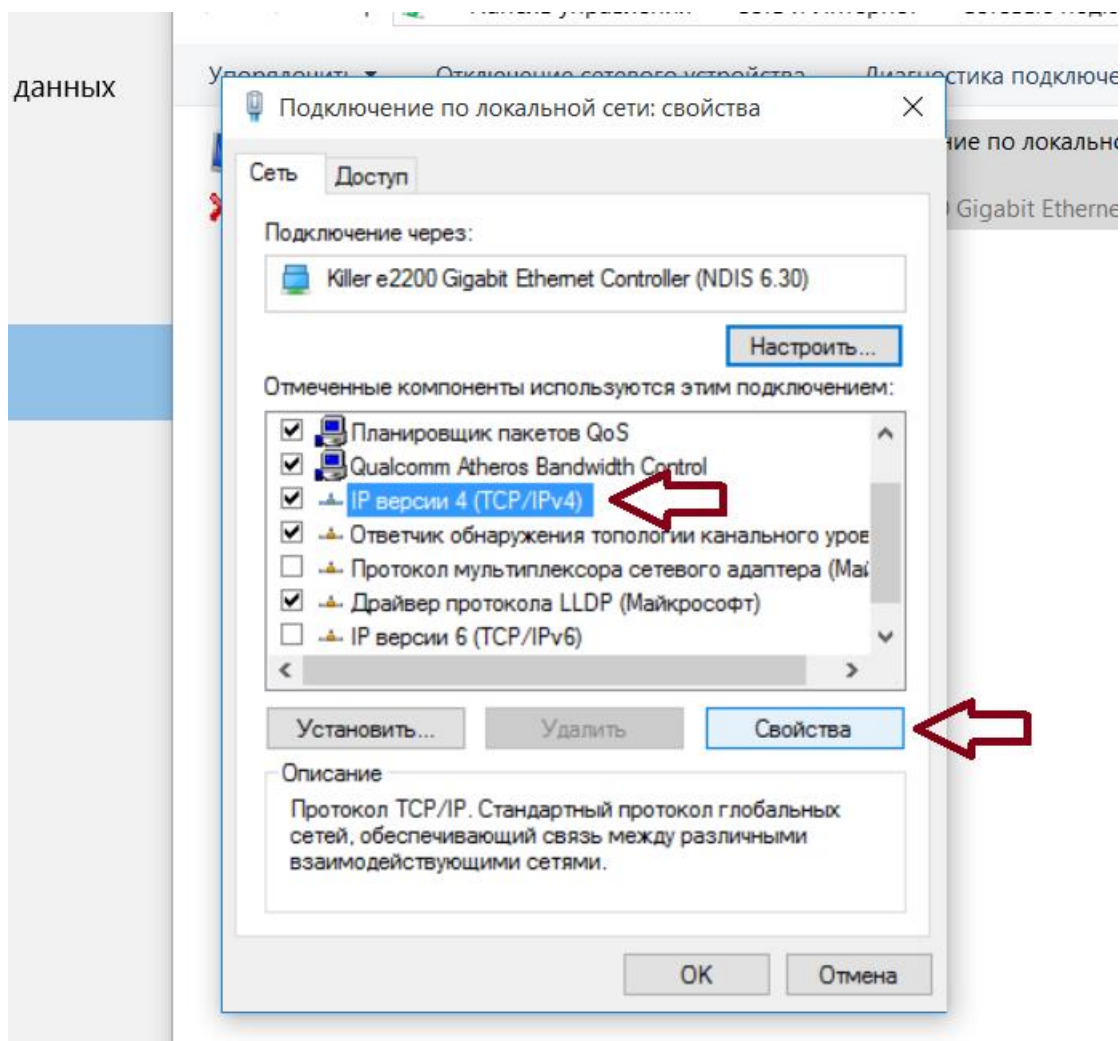 данных
Упорядочить
Отключение сетевого устройства
Диагностика подключе
Подключение по локальной сети: свойства
ние по локально
Gigabit Etherne
Сеть
Доступ
Подключение через:
Killer e2200 Gigabit Ethernet Controller (NDIS 6.30)
Настроить...
Отмеченные компоненты используются этим подключением:
Планировщик пакетов QoS
Qualcomm Atheros Bandwidth Control
IP версии 4 (TCP/IPv4)
Ответчик обнаружения топологии канального уров
Протокол мультиплексора сетевого адаптера (Май
Драйвер протокола LLDP (Майкрософт)
IP версии 6 (TCP/IPv6)
Установить...
Удалить
Свойства
Описание
Протокол TCP/IP. Стандартный протокол глобальных
сетей, обеспечивающий связь между различными
взаимодействующими сетями.
OK
Отмена